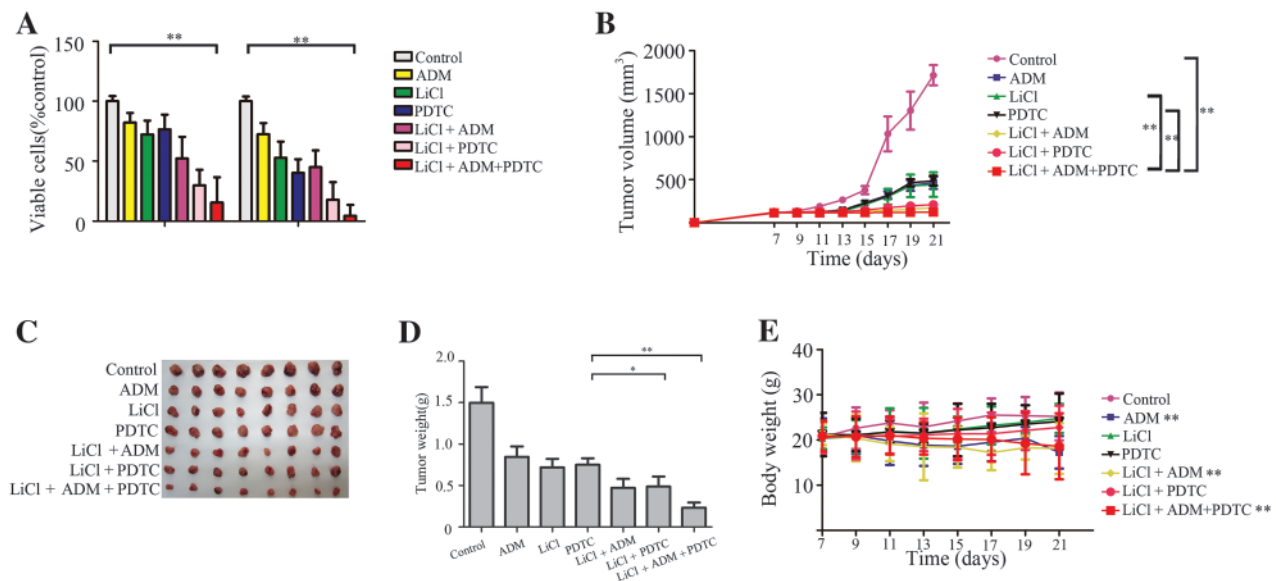 A
**
**
150
100
50
0
Viable cells(%control)
Control
ADM
LiCl
PDTC
LiCl + ADM
LiCl + PDTC
LiCl + ADM+PDTC
B
2000
1500
1000
500
Tumor volume (mm³)
7 9 11 13 15 17 19 21
Time (days)
Control
ADM
LiCl
PDTC
LiCl + ADM
LiCl + PDTC
LiCl + ADM+PDTC
**
**
**
C
Control
ADM
LiCl
PDTC
LiCl + ADM
LiCl + PDTC
LiCl + ADM + PDTC
D
**
*
2.0
1.5
1.0
0.5
0.0
Tumor weight(g)
Control
ADM
LiCl
PDTC
LiCl + ADM
LiCl + PDTC
LiCl + ADM + PDTC
E
40
30
20
10
Body weight (g)
7 9 11 13 15 17 19 21
Time (days)
Control
ADM **
LiCl
PDTC
LiCl + ADM **
LiCl + PDTC
LiCl + ADM+PDTC **